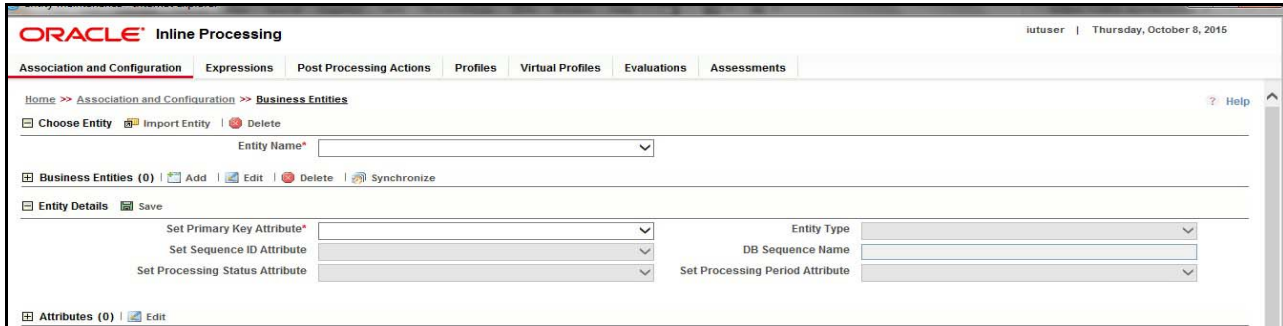 ORACLE Inline Processing
iutuser | Thursday, October 8, 2015
Association and Configuration Expressions Post Processing Actions Profiles Virtual Profiles Evaluations Assessments
Home >> Association and Configuration >> Business Entities
? Help
Choose Entity Import Entity | Delete
Entity Name*
Business Entities (0) | Add | Edit | Delete | Synchronize
Entity Details Save
Set Primary Key Attribute* Entity Type
Set Sequence ID Attribute DB Sequence Name
Set Processing Status Attribute Set Processing Period Attribute
Attributes (0) | Edit